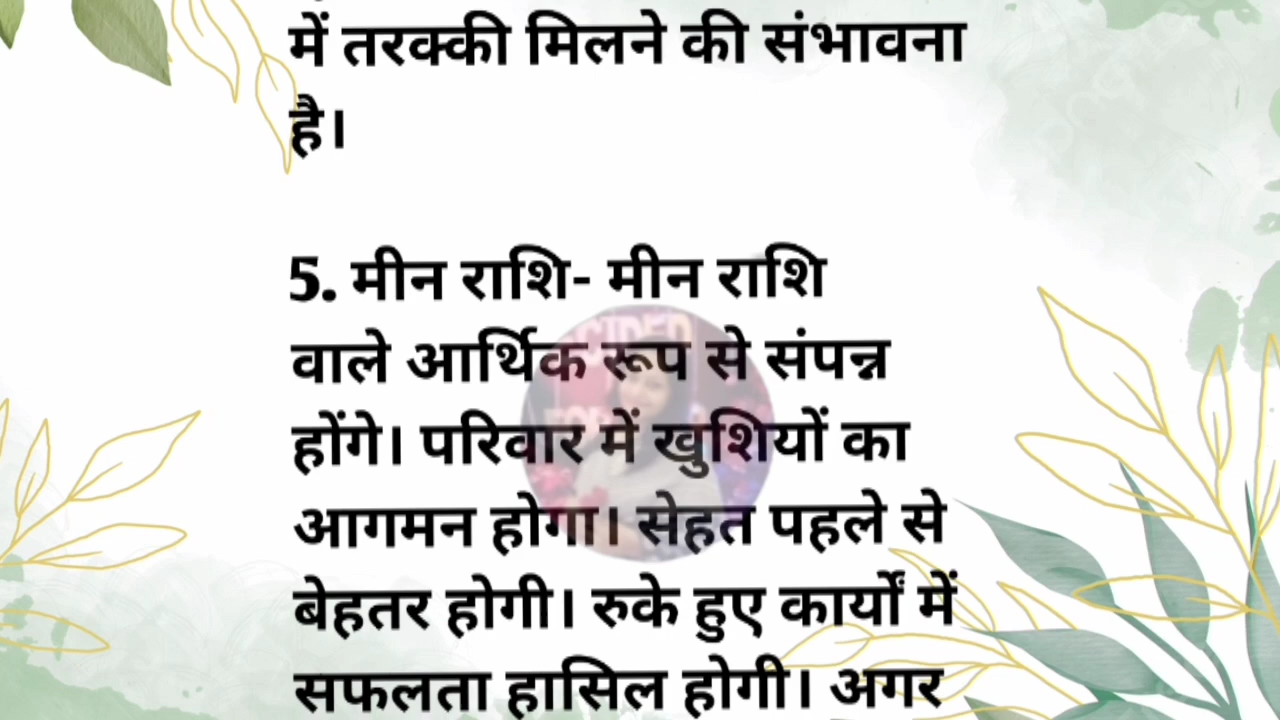 में तरक्की मिलने की संभावना
है।
5. मीन राशि- मीन राशि
वाले आर्थिक रूप से संपन्न
होंगे। परिवार में खुशियों का
आगमन होगा। सेहत पहले से
बेहतर होगी। रुके हुए कार्यों में
सफलता हासिल होगी। अगर